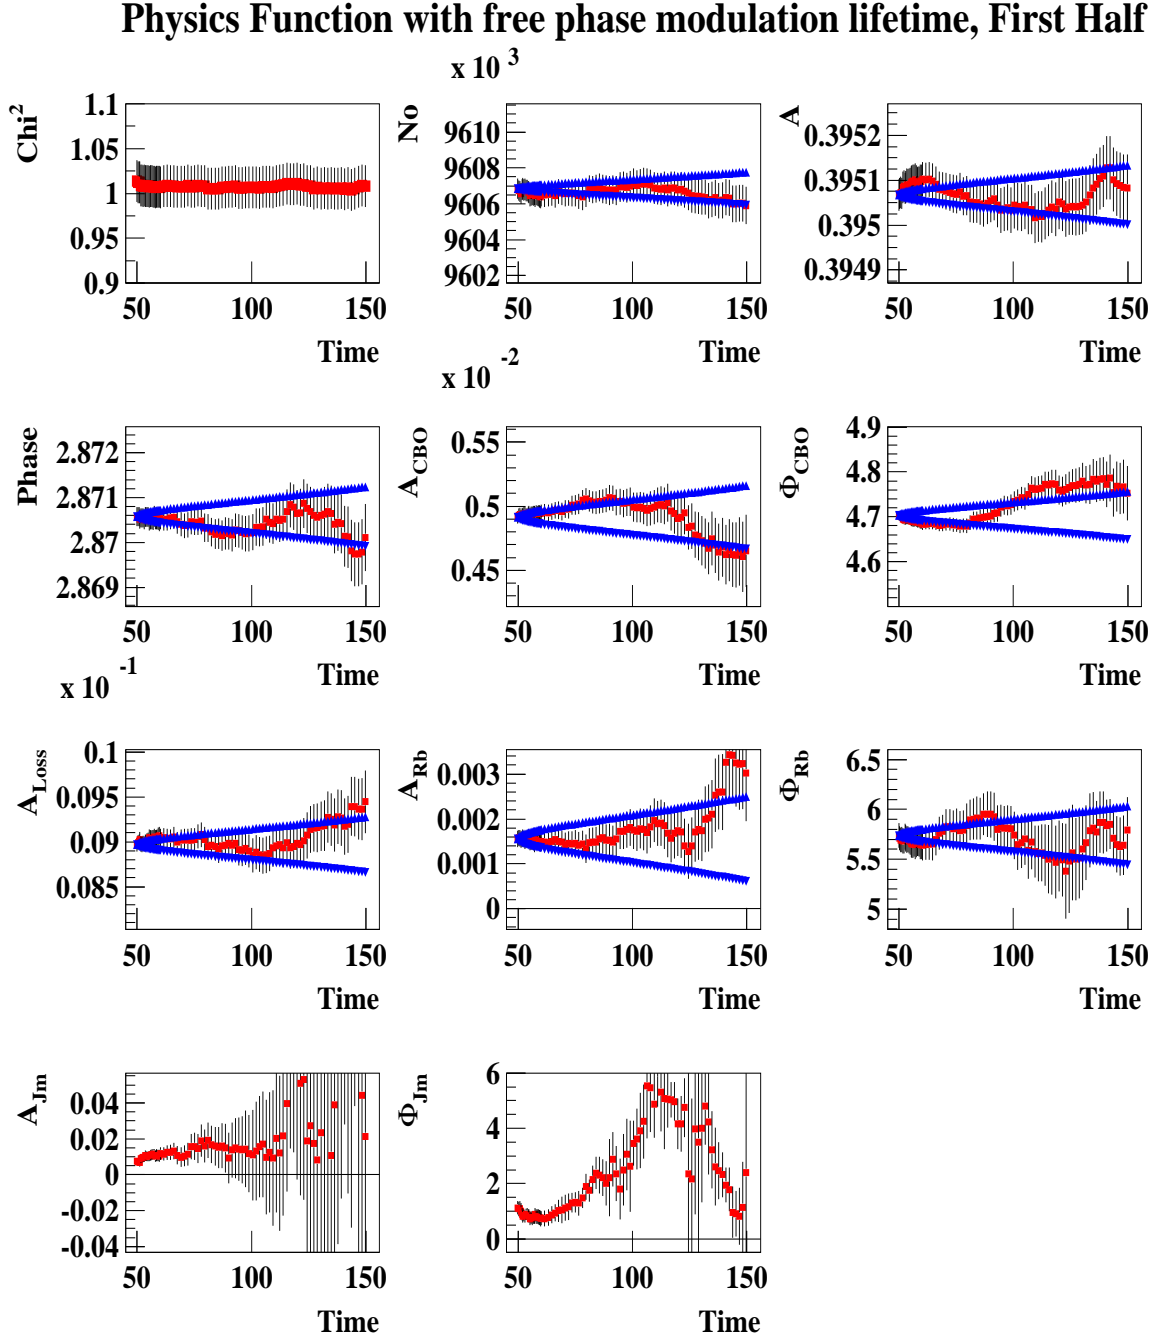 Physics Function with free phase modulation lifetime, First Half
Chi²
1.1
1.05
1
0.95
0.9
50 100 150
Time
x 10³
No
9610
9608
9606
9604
9602
50 100 150
Time
A
0.3952
0.3951
0.395
0.3949
50 100 150
Time
Phase
2.872
2.871
2.87
2.869
50 100 150
Time
x 10⁻²
A_CBO
0.55
0.5
0.45
50 100 150
Time
Φ_CBO
4.9
4.8
4.7
4.6
50 100 150
Time
x 10⁻¹
A_Loss
0.1
0.095
0.09
0.085
50 100 150
Time
A_Rb
0.003
0.002
0.001
0
50 100 150
Time
Φ_Rb
6.5
6
5.5
5
50 100 150
Time
A_Jm
0.04
0.02
0
-0.02
-0.04
50 100 150
Time
Φ_Jm
6
4
2
0
50 100 150
Time